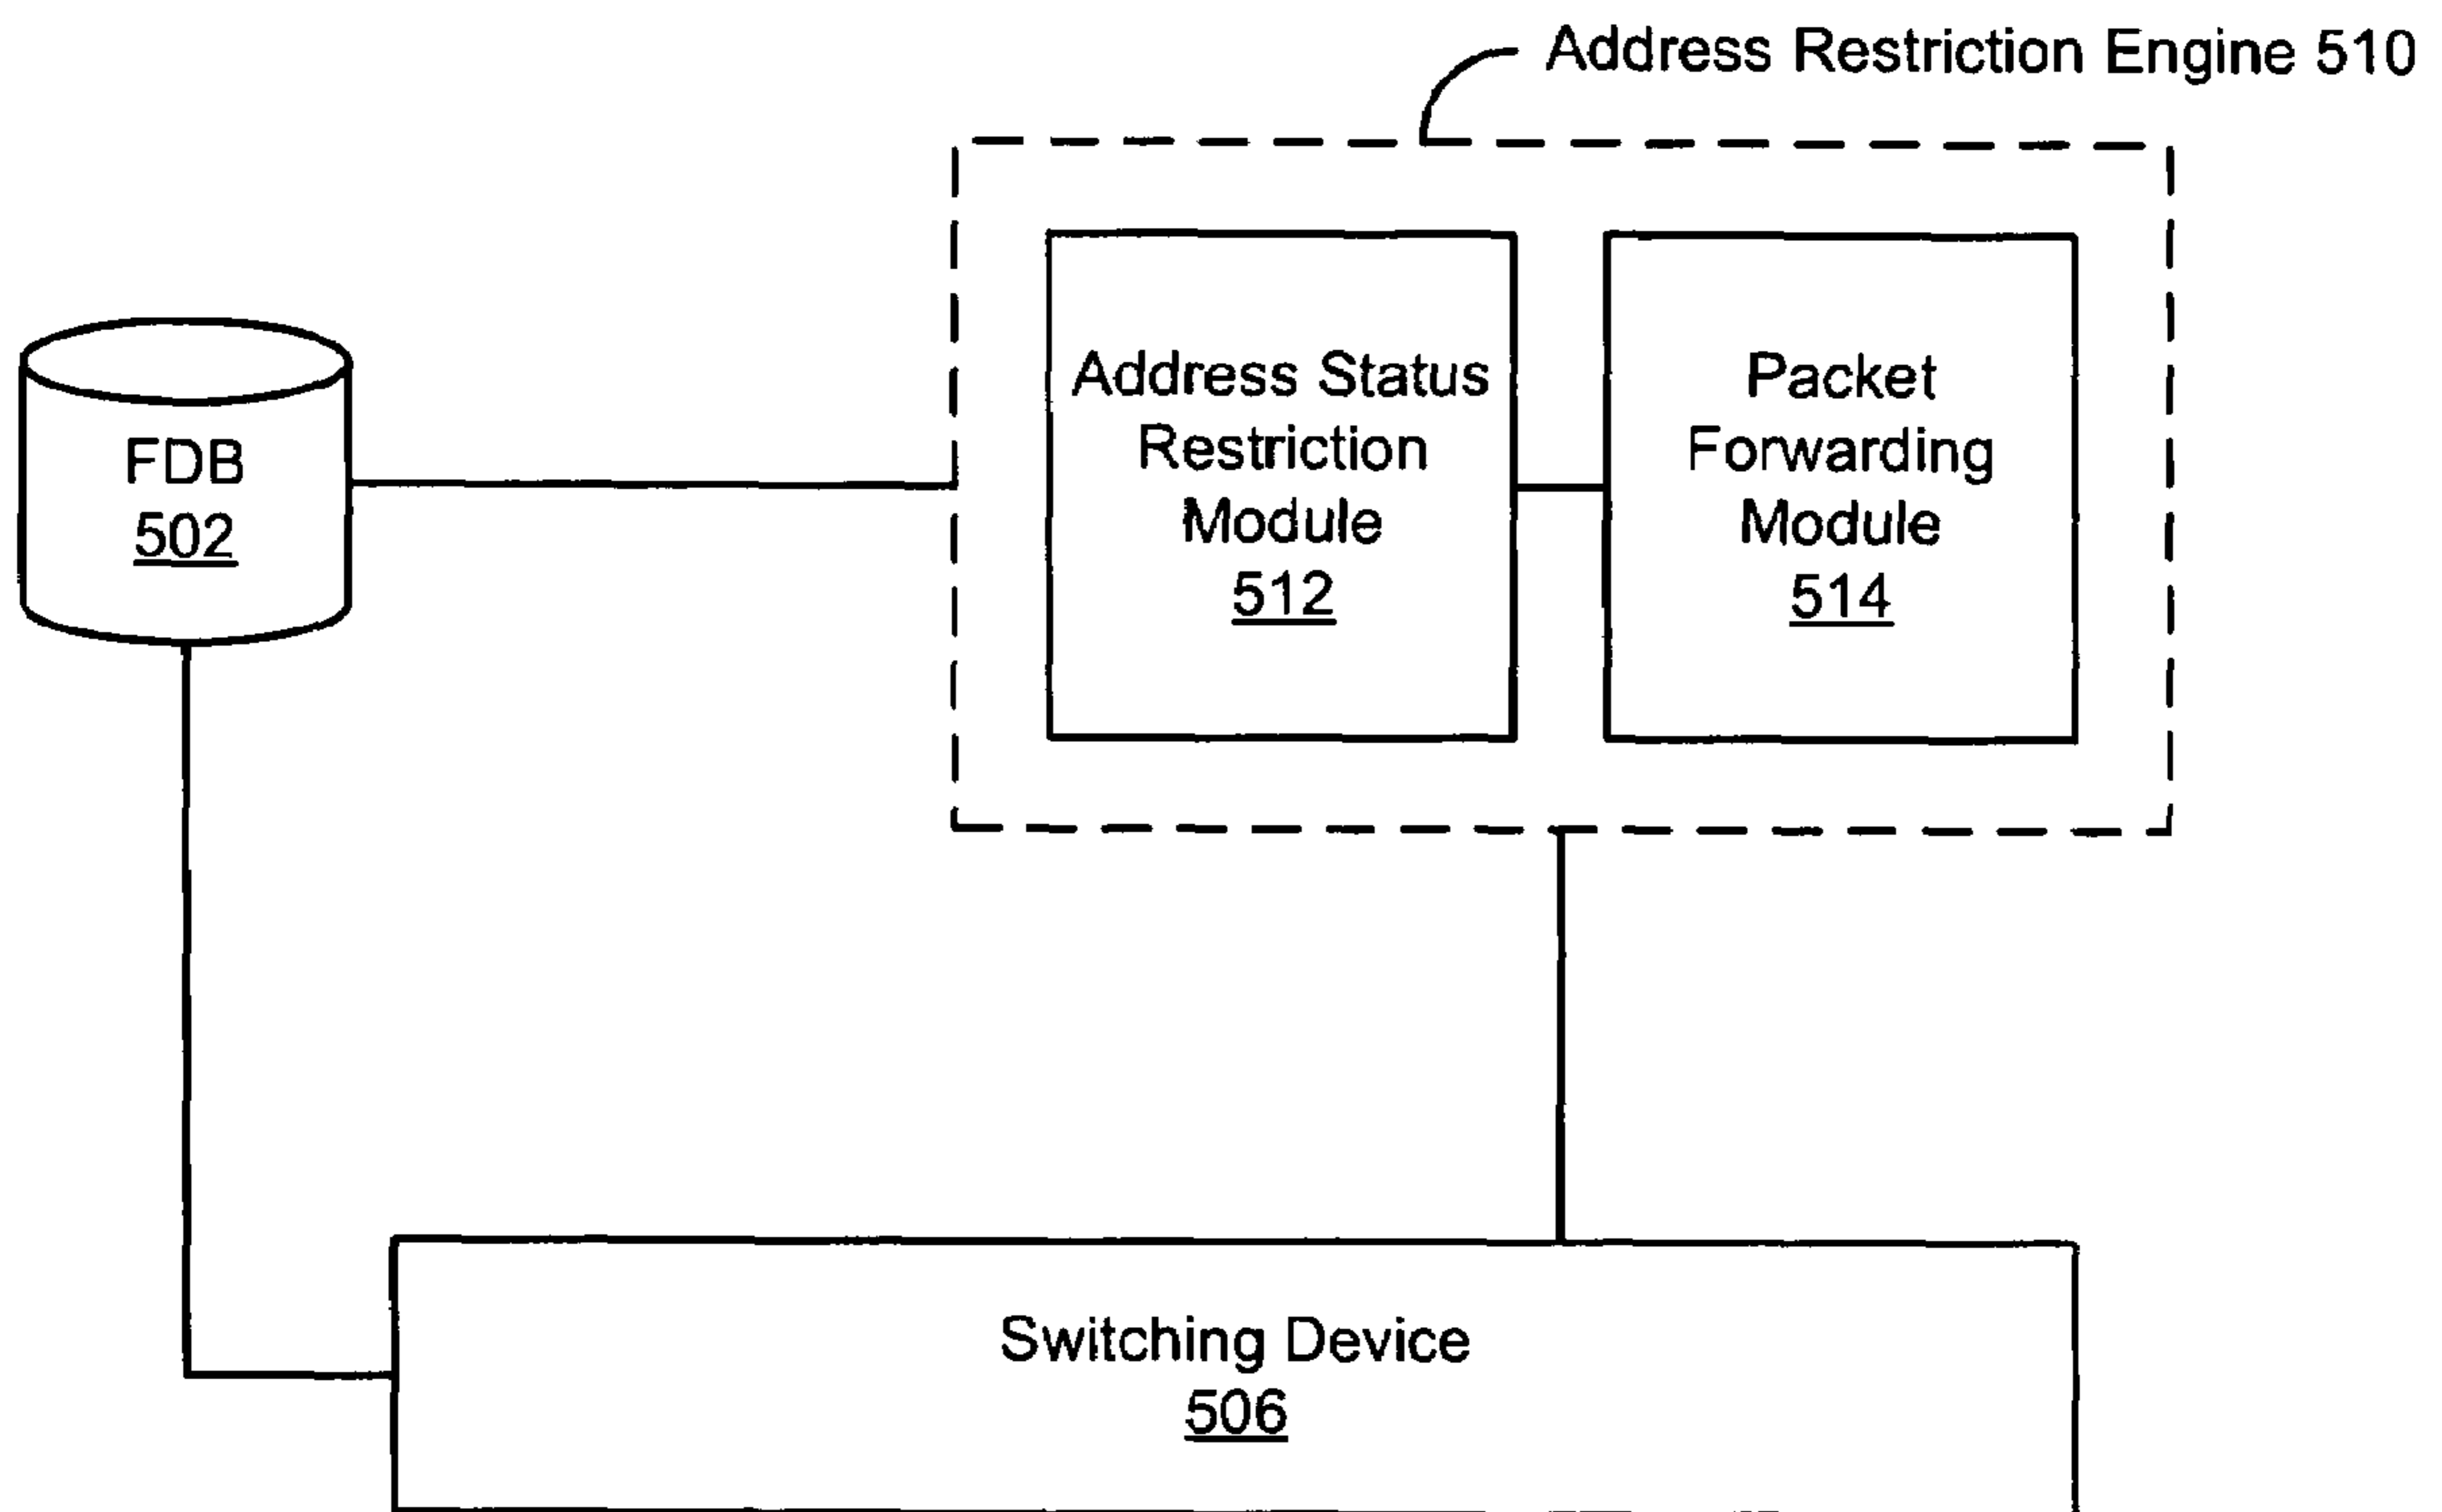 Address Restriction Engine 510
FDB
502
Address Status
Restriction
Module
512
Packet
Forwarding
Module
514
Switching Device
506